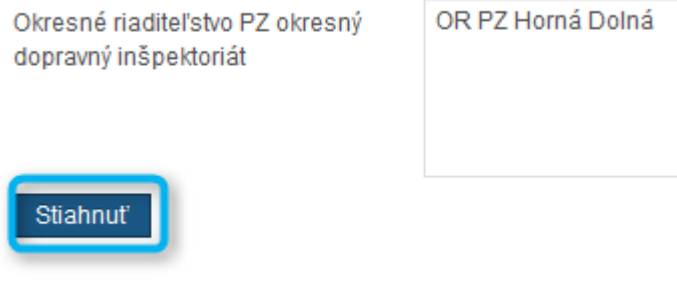 Okresné riaditeľstvo PZ okresný
dopravný inšpektoriát
OR PZ Horná Dolná
Stiahnuť